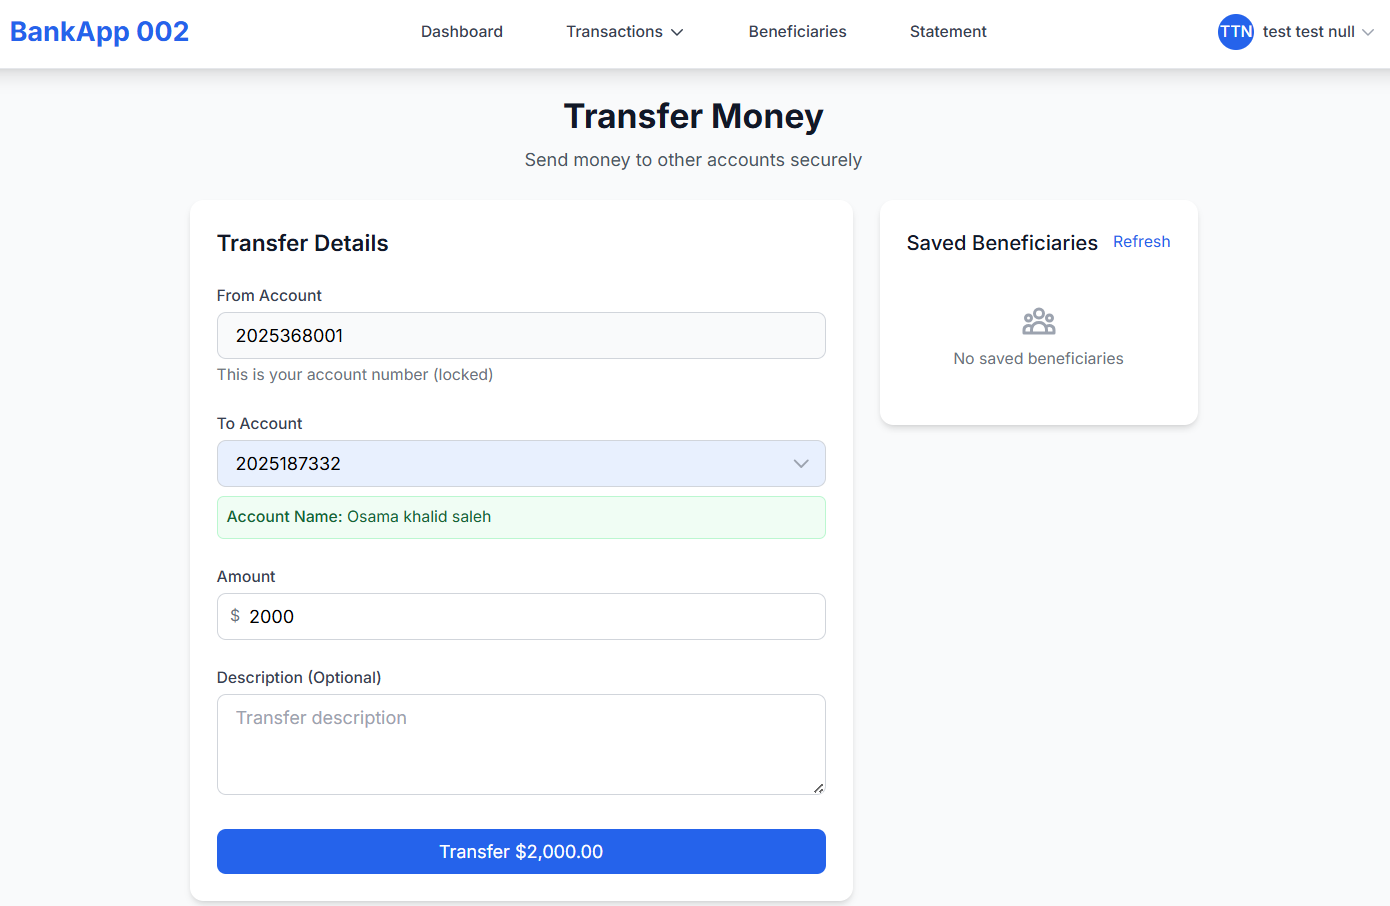 BankApp 002
Dashboard
Transactions
Beneficiaries
Statement
TTN
test test null
Transfer Money
Send money to other accounts securely
Transfer Details
From Account
2025368001
This is your account number (locked)
To Account
2025187332
Account Name: Osama khalid saleh
Amount
$ 2000
Description (Optional)
Transfer description
Transfer $2,000.00
Saved Beneficiaries
Refresh
No saved beneficiaries